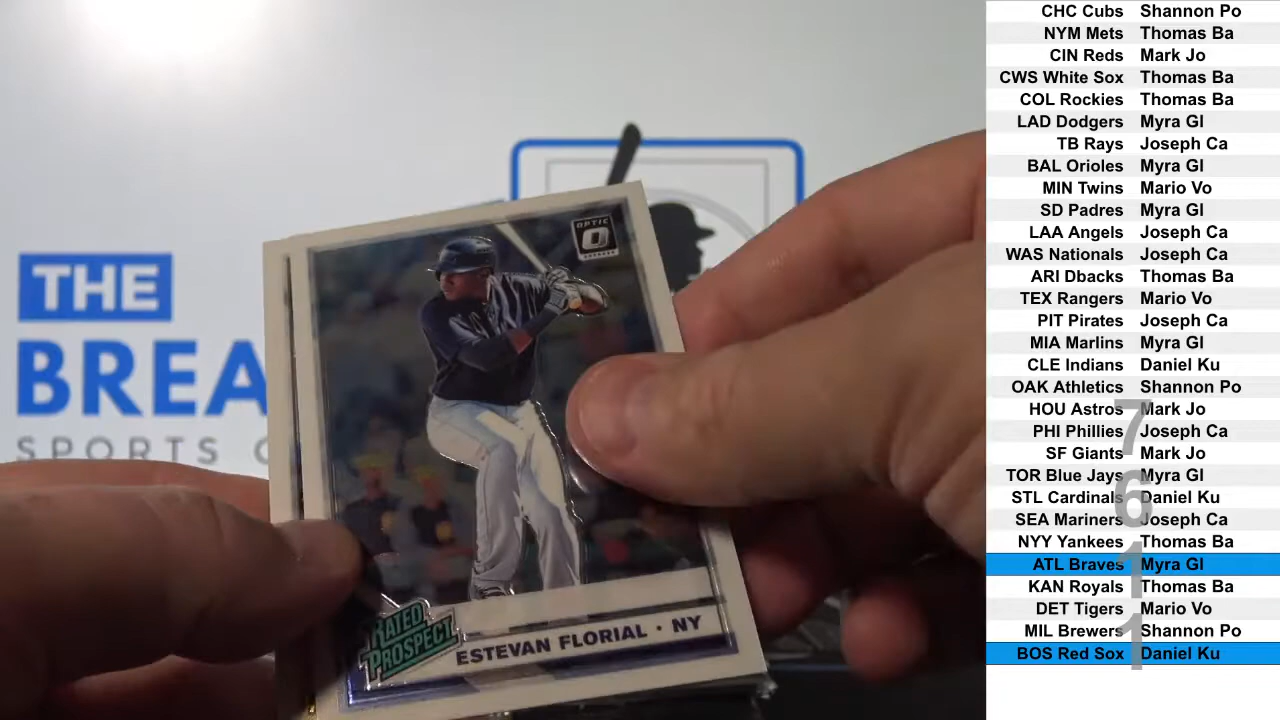 THE
BREA
SPORTS
OPTIC
RATED
PROSPECT
ESTEVAN FLORIAL · NY
CHC Cubs Shannon Po
NYM Mets Thomas Ba
CIN Reds Mark Jo
CWS White Sox Thomas Ba
COL Rockies Thomas Ba
LAD Dodgers Myra Gl
TB Rays Joseph Ca
BAL Orioles Myra Gl
MIN Twins Mario Vo
SD Padres Myra Gl
LAA Angels Joseph Ca
WAS Nationals Joseph Ca
ARI Dbacks Thomas Ba
TEX Rangers Mario Vo
PIT Pirates Joseph Ca
MIA Marlins Myra Gl
CLE Indians Daniel Ku
OAK Athletics Shannon Po
HOU Astros Mark Jo
PHI Phillies Joseph Ca
SF Giants Mark Jo
TOR Blue Jays Myra Gl
STL Cardinals Daniel Ku
SEA Mariners Joseph Ca
NYY Yankees Thomas Ba
ATL Braves Myra Gl
KAN Royals Thomas Ba
DET Tigers Mario Vo
MIL Brewers Shannon Po
BOS Red Sox Daniel Ku
7
6
1
1